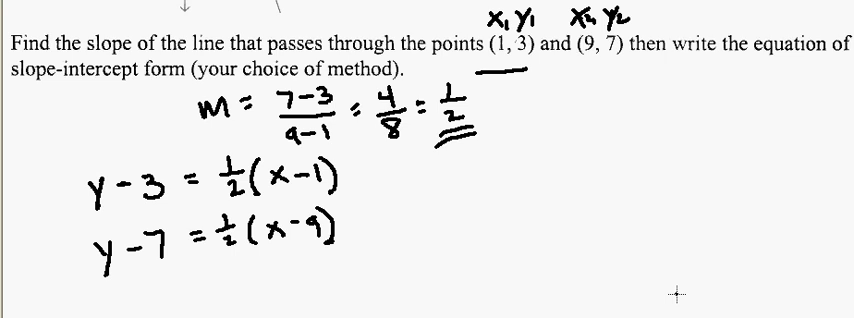 x₁ y₁ x₂ y₂
Find the slope of the line that passes through the points (1, 3) and (9, 7) then write the equation of
slope-intercept form (your choice of method).
m = 7-3/9-1 = 4/8 = 1/2
y - 3 = 1/2(x-1)
y - 7 = 1/2(x-9)